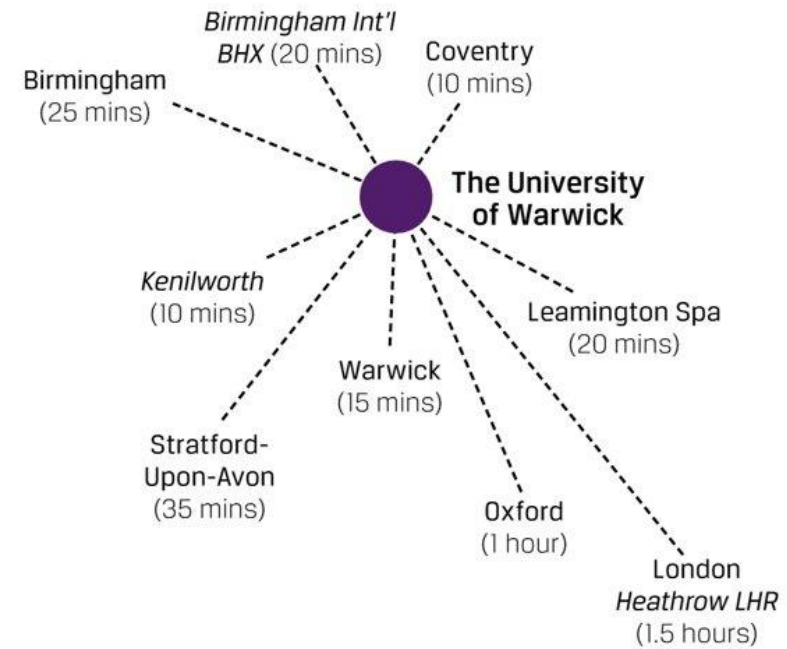 Birmingham Int'l
BHX (20 mins)
Coventry
(10 mins)
Birmingham
(25 mins)
The University
of Warwick
Kenilworth
(10 mins)
Leamington Spa
(20 mins)
Warwick
(15 mins)
Stratford-
Upon-Avon
(35 mins)
Oxford
(1 hour)
London
Heathrow LHR
(1.5 hours)